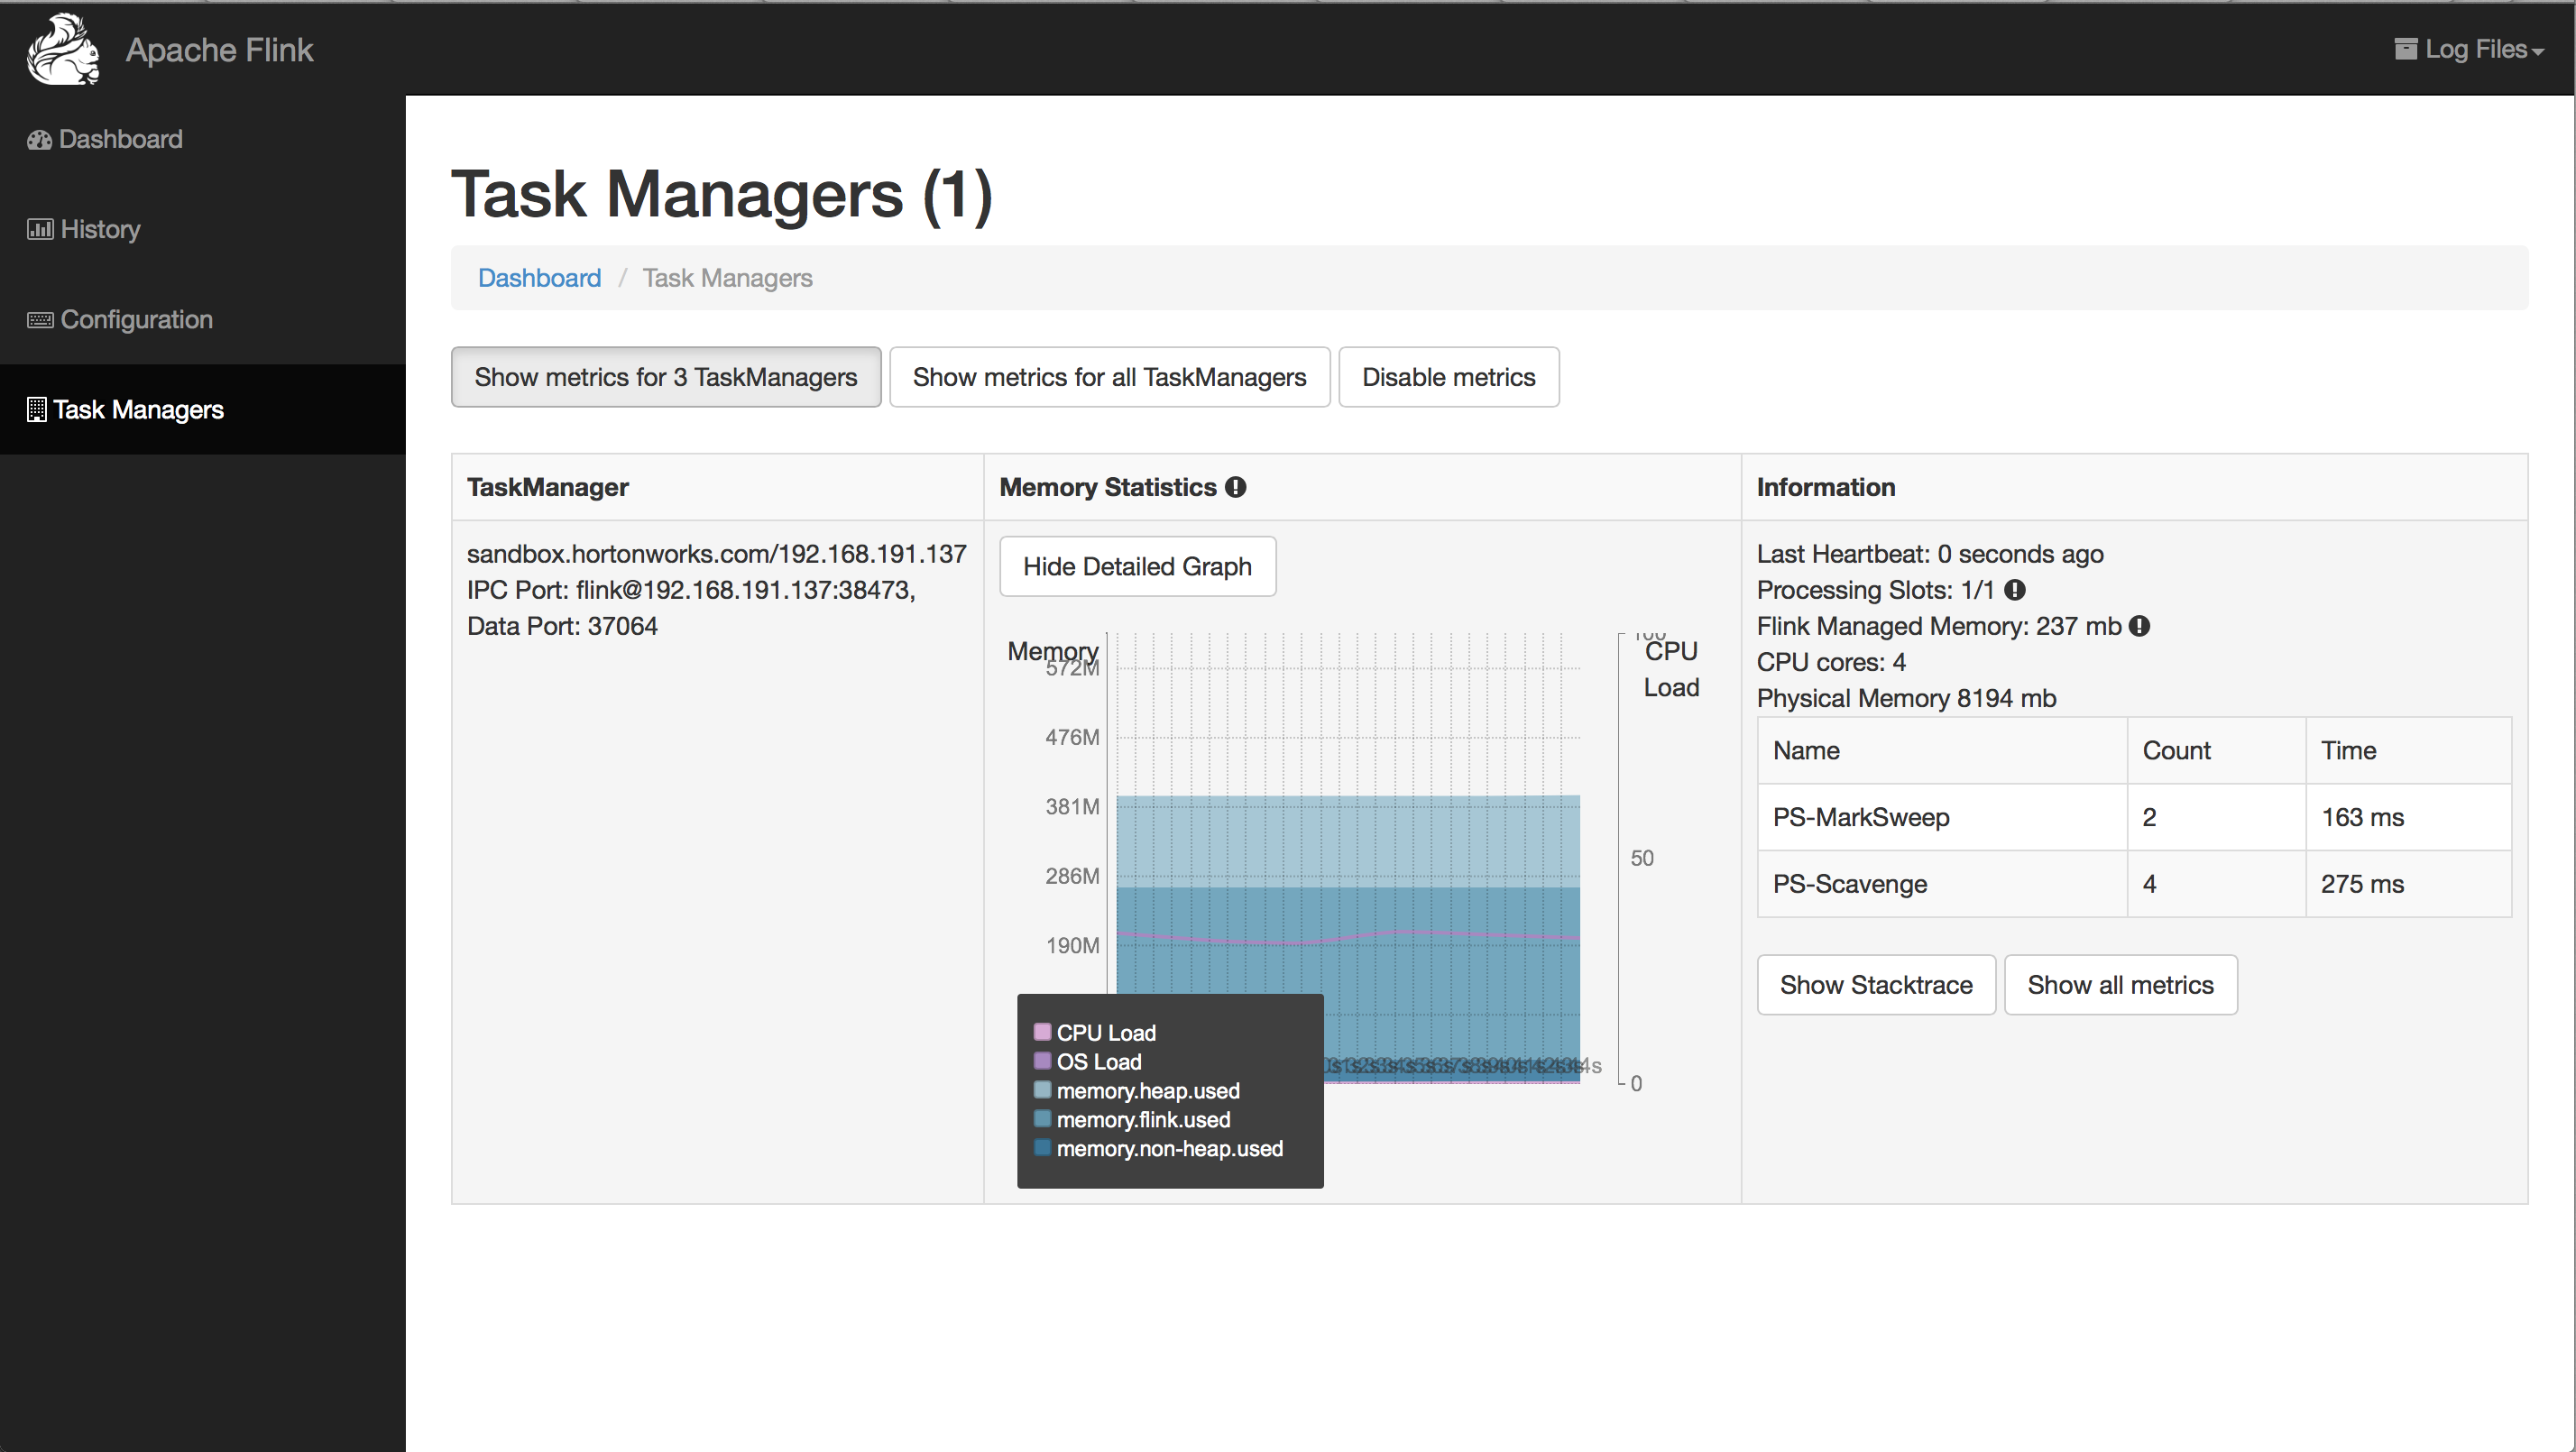 Apache Flink
Log Files
Dashboard
History
Configuration
Task Managers
Task Managers (1)
Dashboard / Task Managers
Show metrics for 3 TaskManagers
Show metrics for all TaskManagers
Disable metrics
TaskManager
Memory Statistics
Information
sandbox.hortonworks.com/192.168.191.137
IPC Port: flink@192.168.191.137:38473,
Data Port: 37064
Hide Detailed Graph
Memory
572M
476M
381M
286M
190M
100
CPU
Load
50
0
CPU Load
OS Load
memory.heap.used
memory.flink.used
memory.non-heap.used
Last Heartbeat: 0 seconds ago
Processing Slots: 1/1
Flink Managed Memory: 237 mb
CPU cores: 4
Physical Memory 8194 mb
Name Count Time
PS-MarkSweep 2 163 ms
PS-Scavenge 4 275 ms
Show Stacktrace
Show all metrics